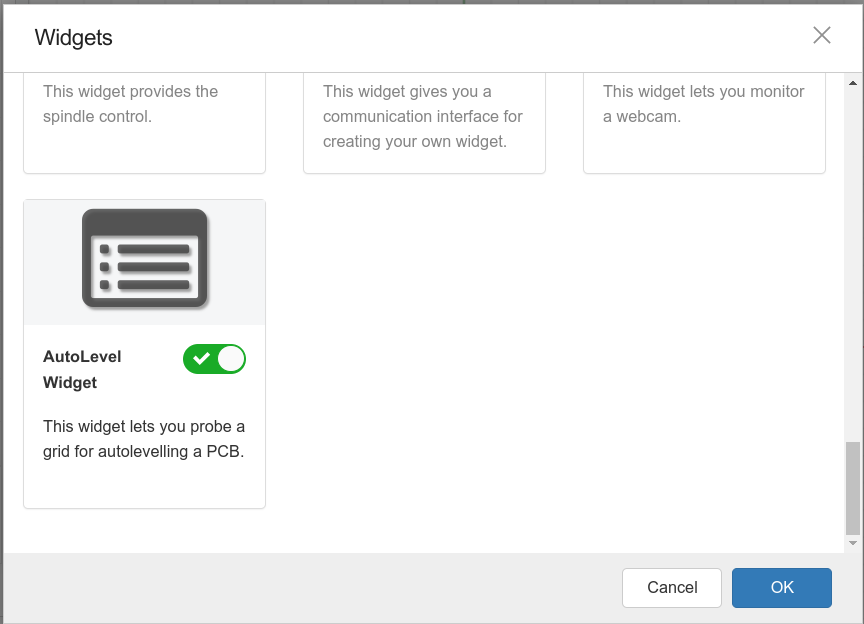 Widgets
This widget provides the
spindle control.
This widget gives you a
communication interface for
creating your own widget.
This widget lets you monitor
a webcam.
AutoLevel
Widget
This widget lets you probe a
grid for autolevelling a PCB.
Cancel
OK